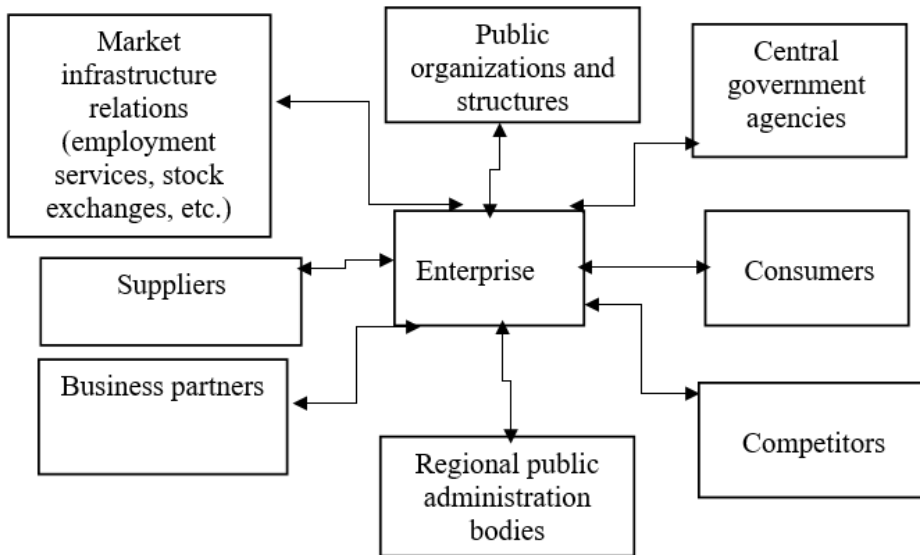 Market
infrastructure
relations
(employment
services, stock
exchanges, etc.)
Public
organizations and
structures
Central
government
agencies
Suppliers
Enterprise
Consumers
Business partners
Competitors
Regional public
administration
bodies